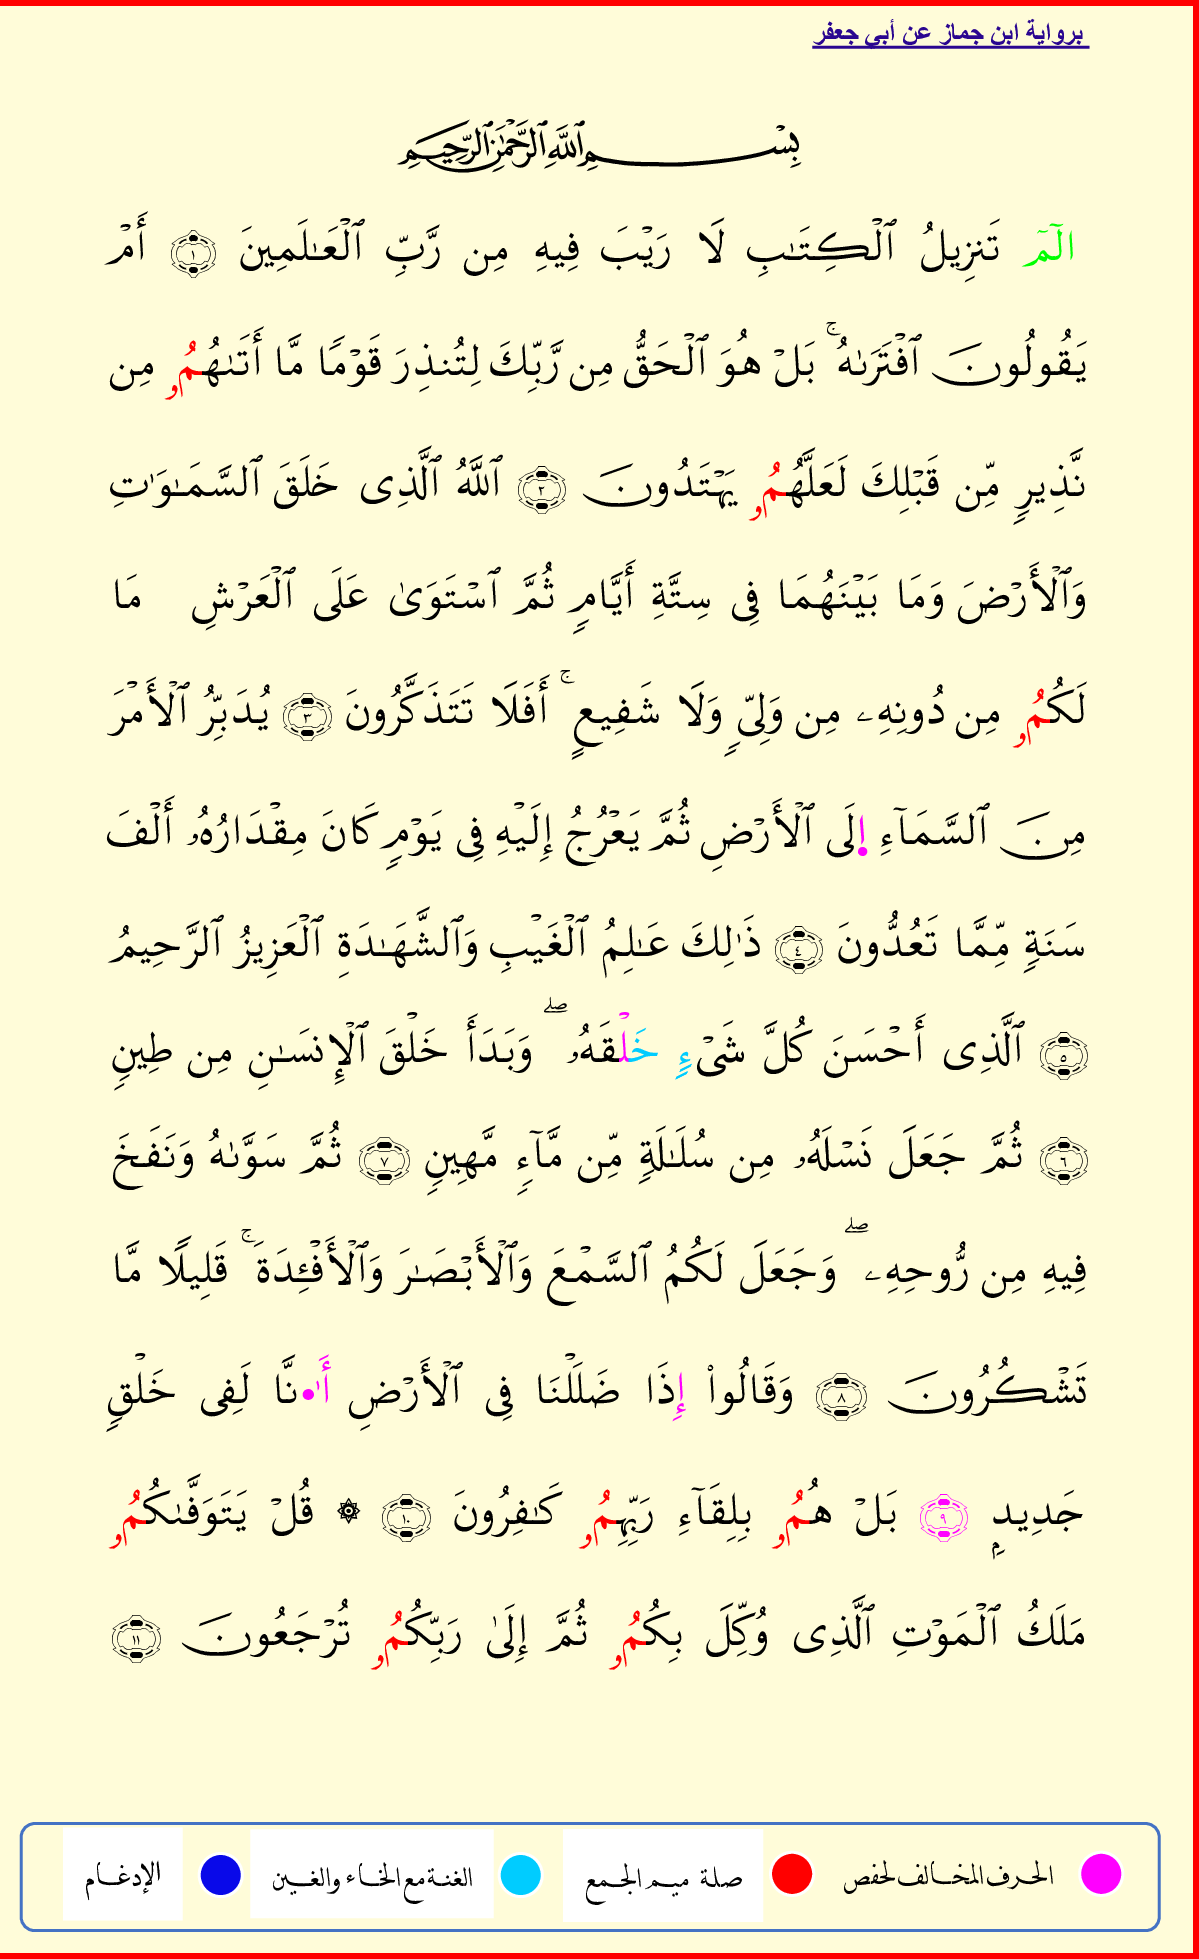 برواية ابن جماز عن أبي جعفر
بِسْمِ ٱللَّهِ ٱلرَّحْمَٰنِ ٱلرَّحِيمِ
الٓمٓ تَنزِيلُ ٱلْكِتَـٰبِ لَا رَيْبَ فِيهِ مِن رَّبِّ ٱلْعَـٰلَمِينَ ١ أَمْ
يَقُولُونَ ٱفْتَرَىٰهُ ۚ بَلْ هُوَ ٱلْحَقُّ مِن رَّبِّكَ لِتُنذِرَ قَوْمًا مَّا أَتَىٰهُمُۥ مِن
نَّذِيرٍ مِّن قَبْلِكَ لَعَلَّهُمُۥ يَهْتَدُونَ ٢ ٱللَّهُ ٱلَّذِى خَلَقَ ٱلسَّمَـٰوَٰتِ
وَٱلْأَرْضَ وَمَا بَيْنَهُمَا فِى سِتَّةِ أَيَّامٍ ثُمَّ ٱسْتَوَىٰ عَلَى ٱلْعَرْشِ مَا
لَكُمُۥ مِن دُونِهِۦ مِن وَلِىٍّ وَلَا شَفِيعٍ ۚ أَفَلَا تَتَذَكَّرُونَ ٣ يُدَبِّرُ ٱلْأَمْرَ
مِنَ ٱلسَّمَآءِ اِ۬لَى ٱلْأَرْضِ ثُمَّ يَعْرُجُ إِلَيْهِ فِى يَوْمٍ كَانَ مِقْدَارُهُۥ أَلْفَ
سَنَةٍ مِّمَّا تَعُدُّونَ ٤ ذَٰلِكَ عَـٰلِمُ ٱلْغَيْبِ وَٱلشَّهَـٰدَةِ ٱلْعَزِيزُ ٱلرَّحِيمُ
٥ ٱلَّذِى أَحْسَنَ كُلَّ شَىْءٍ خَلْقَهُۥ ۖ وَبَدَأَ خَلْقَ ٱلْإِنسَـٰنِ مِن طِينٍ
٦ ثُمَّ جَعَلَ نَسْلَهُۥ مِن سُلَـٰلَةٍ مِّن مَّآءٍ مَّهِينٍ ٧ ثُمَّ سَوَّىٰهُ وَنَفَخَ
فِيهِ مِن رُّوحِهِۦ ۖ وَجَعَلَ لَكُمُ ٱلسَّمْعَ وَٱلْأَبْصَـٰرَ وَٱلْأَفْـِٔدَةَ ۚ قَلِيلًا مَّا
تَشْكُرُونَ ٨ وَقَالُوا۟ إِذَا ضَلَلْنَا فِى ٱلْأَرْضِ أَا۬نَّا لَفِى خَلْقٍ
جَدِيدٍ ٩ بَلْ هُمُۥ بِلِقَآءِ رَبِّهِمُۥ كَـٰفِرُونَ ١٠ ۞ قُلْ يَتَوَفَّىٰكُمُۥ
مَلَكُ ٱلْمَوْتِ ٱلَّذِى وُكِّلَ بِكُمُۥ ثُمَّ إِلَىٰ رَبِّكُمُۥ تُرْجَعُونَ ١١
الحرف المخالف لحفص صلة ميم الجمع الغنة مع الخاء والغين الإدغام